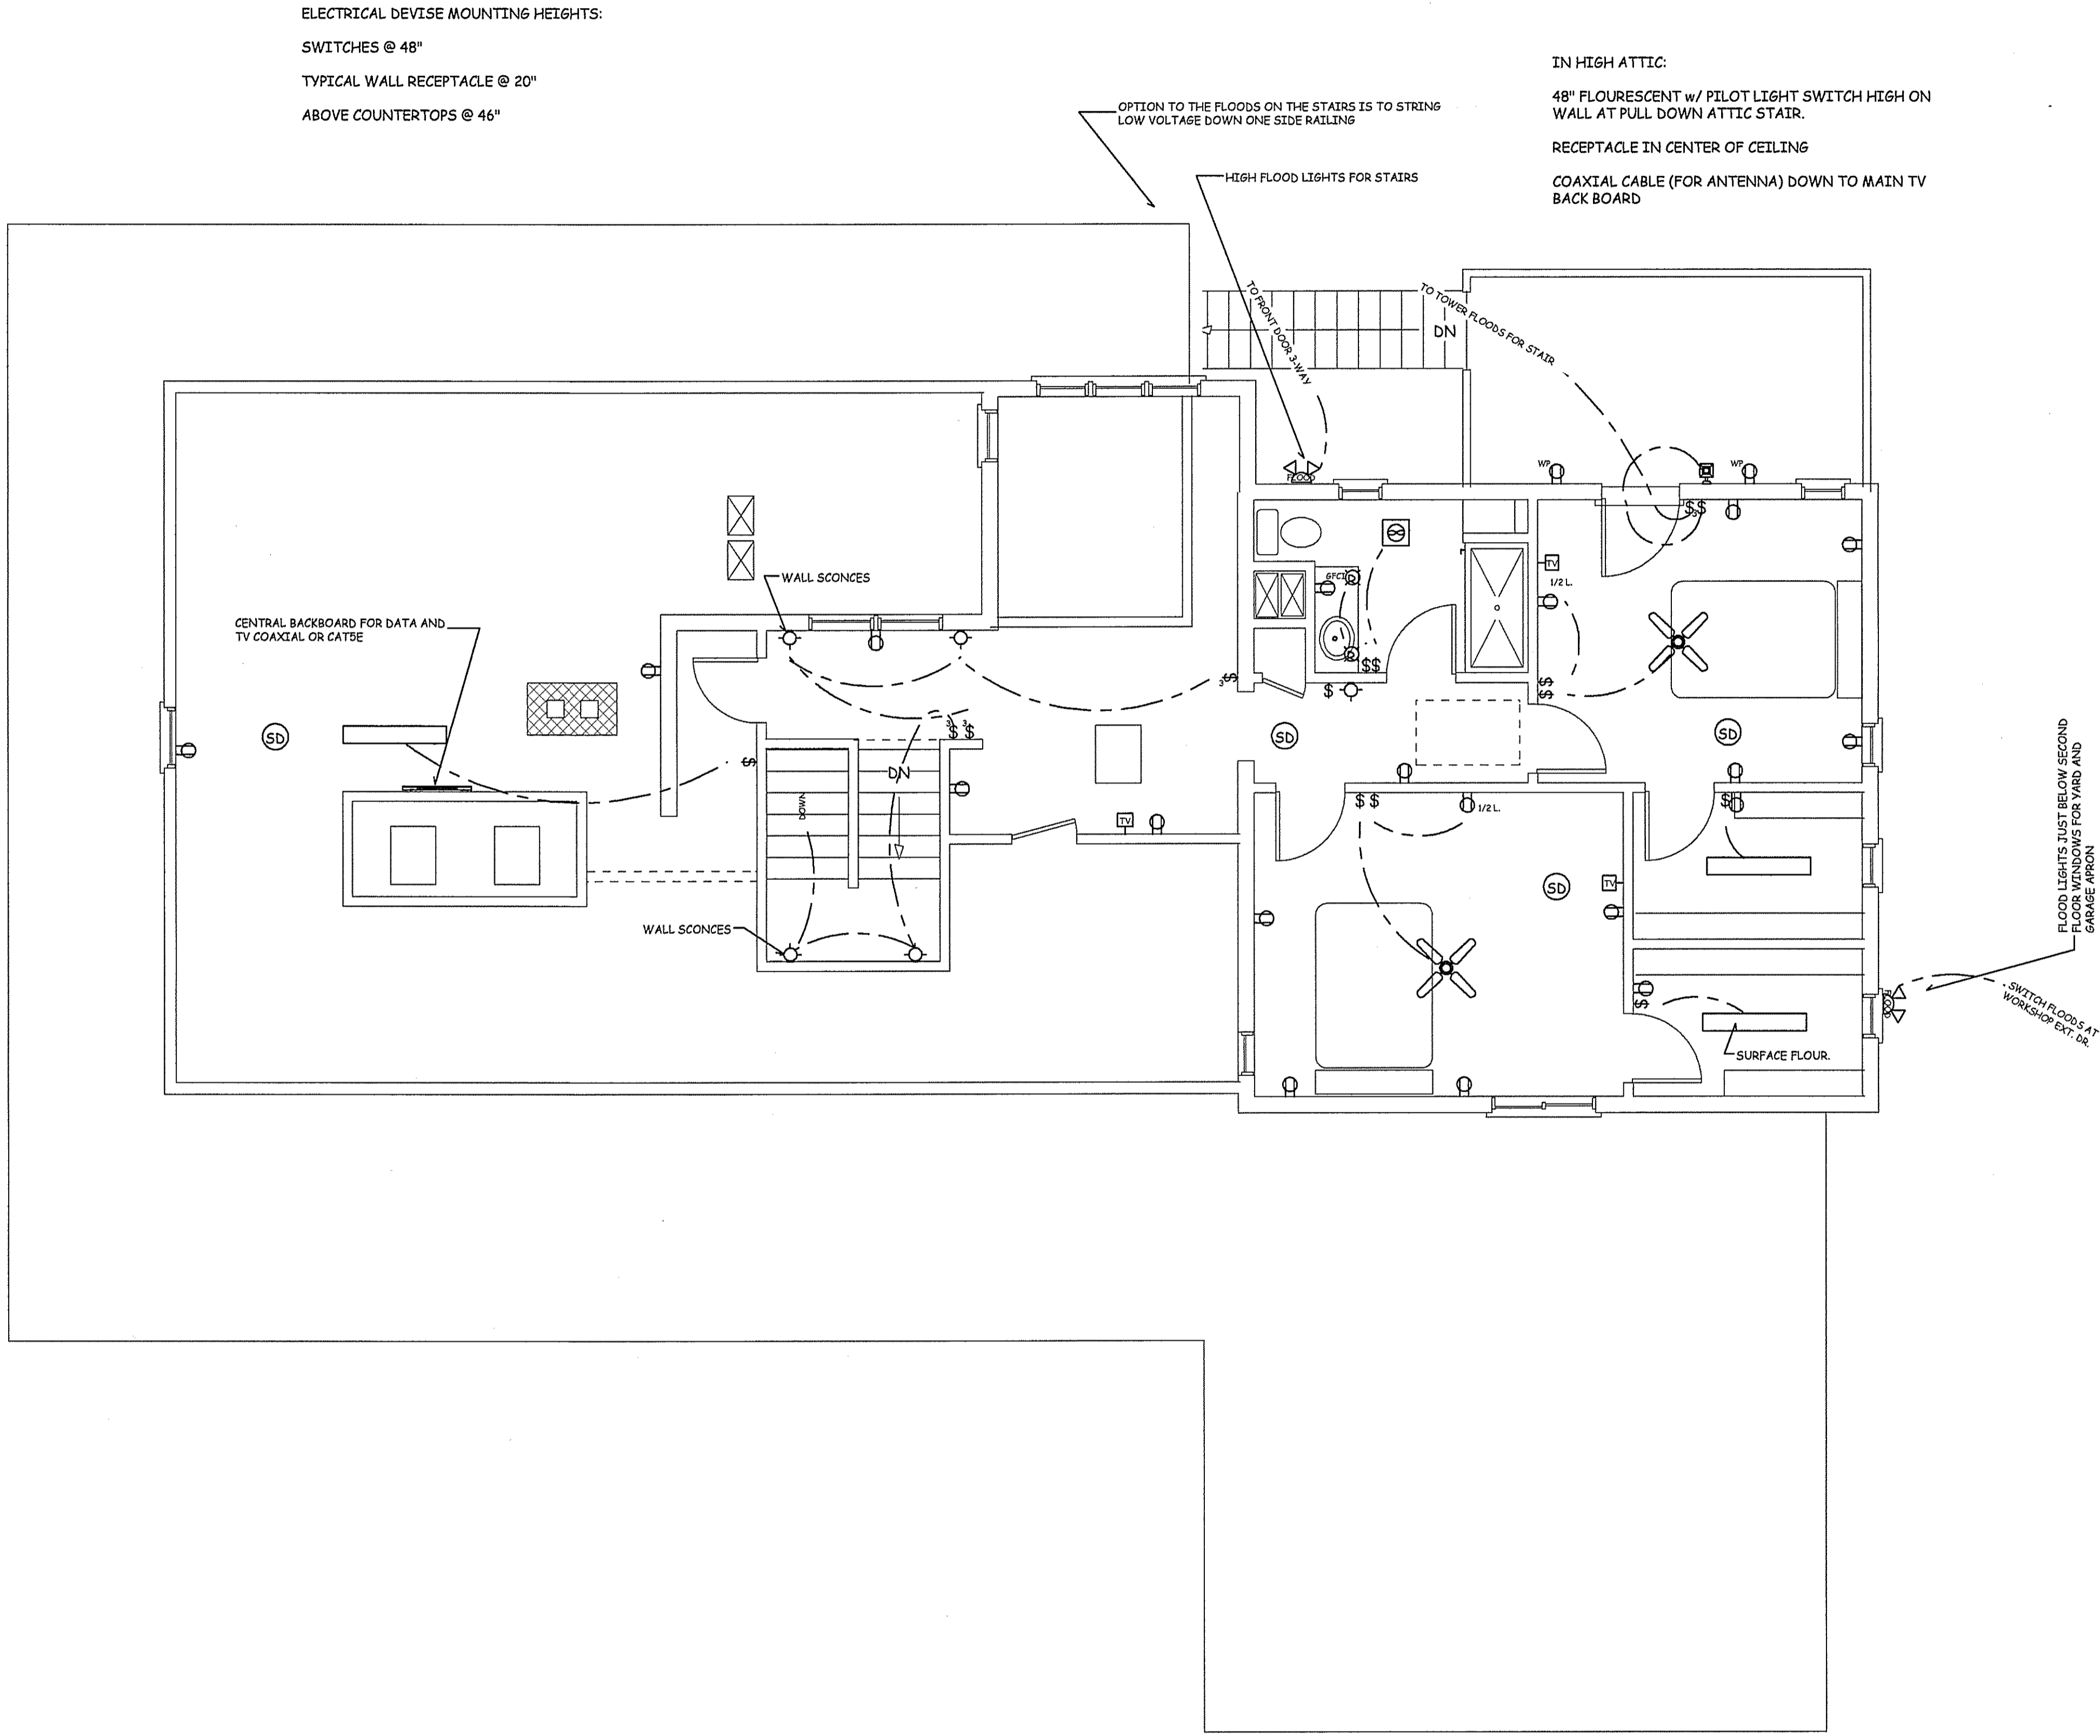 ELECTRICAL DEVISE MOUNTING HEIGHTS:
SWITCHES @ 48"
TYPICAL WALL RECEPTACLE @ 20"
ABOVE COUNTERTOPS @ 46"
IN HIGH ATTIC:
48" FLOURESCENT w/ PILOT LIGHT SWITCH HIGH ON
WALL AT PULL DOWN ATTIC STAIR.
RECEPTACLE IN CENTER OF CEILING
COAXIAL CABLE (FOR ANTENNA) DOWN TO MAIN TV
BACK BOARD
OPTION TO THE FLOODS ON THE STAIRS IS TO STRING
LOW VOLTAGE DOWN ONE SIDE RAILING
HIGH FLOOD LIGHTS FOR STAIRS
TO FRONT DOOR 3-WAY
TO TOWER FLOODS FOR STAIR
DN
FLOOD
WP
WP
$3$
WALL SCONCES
GFCI
TV
1/2 L.
CENTRAL BACKBOARD FOR DATA AND
TV COAXIAL OR CAT5E
$$
3$
$
$
$
SD
3$ 3$
SD
SD
$
DN
DOWN
TV
$ $
1/2 L.
$
SD
TV
WALL SCONCES
$
SURFACE FLOUR.
FLOOD LIGHTS JUST BELOW SECOND
FLOOR WINDOWS FOR YARD AND
GARAGE APRON
FLOOD
SWITCH FLOODS AT
WORKSHOP EXT. DR.